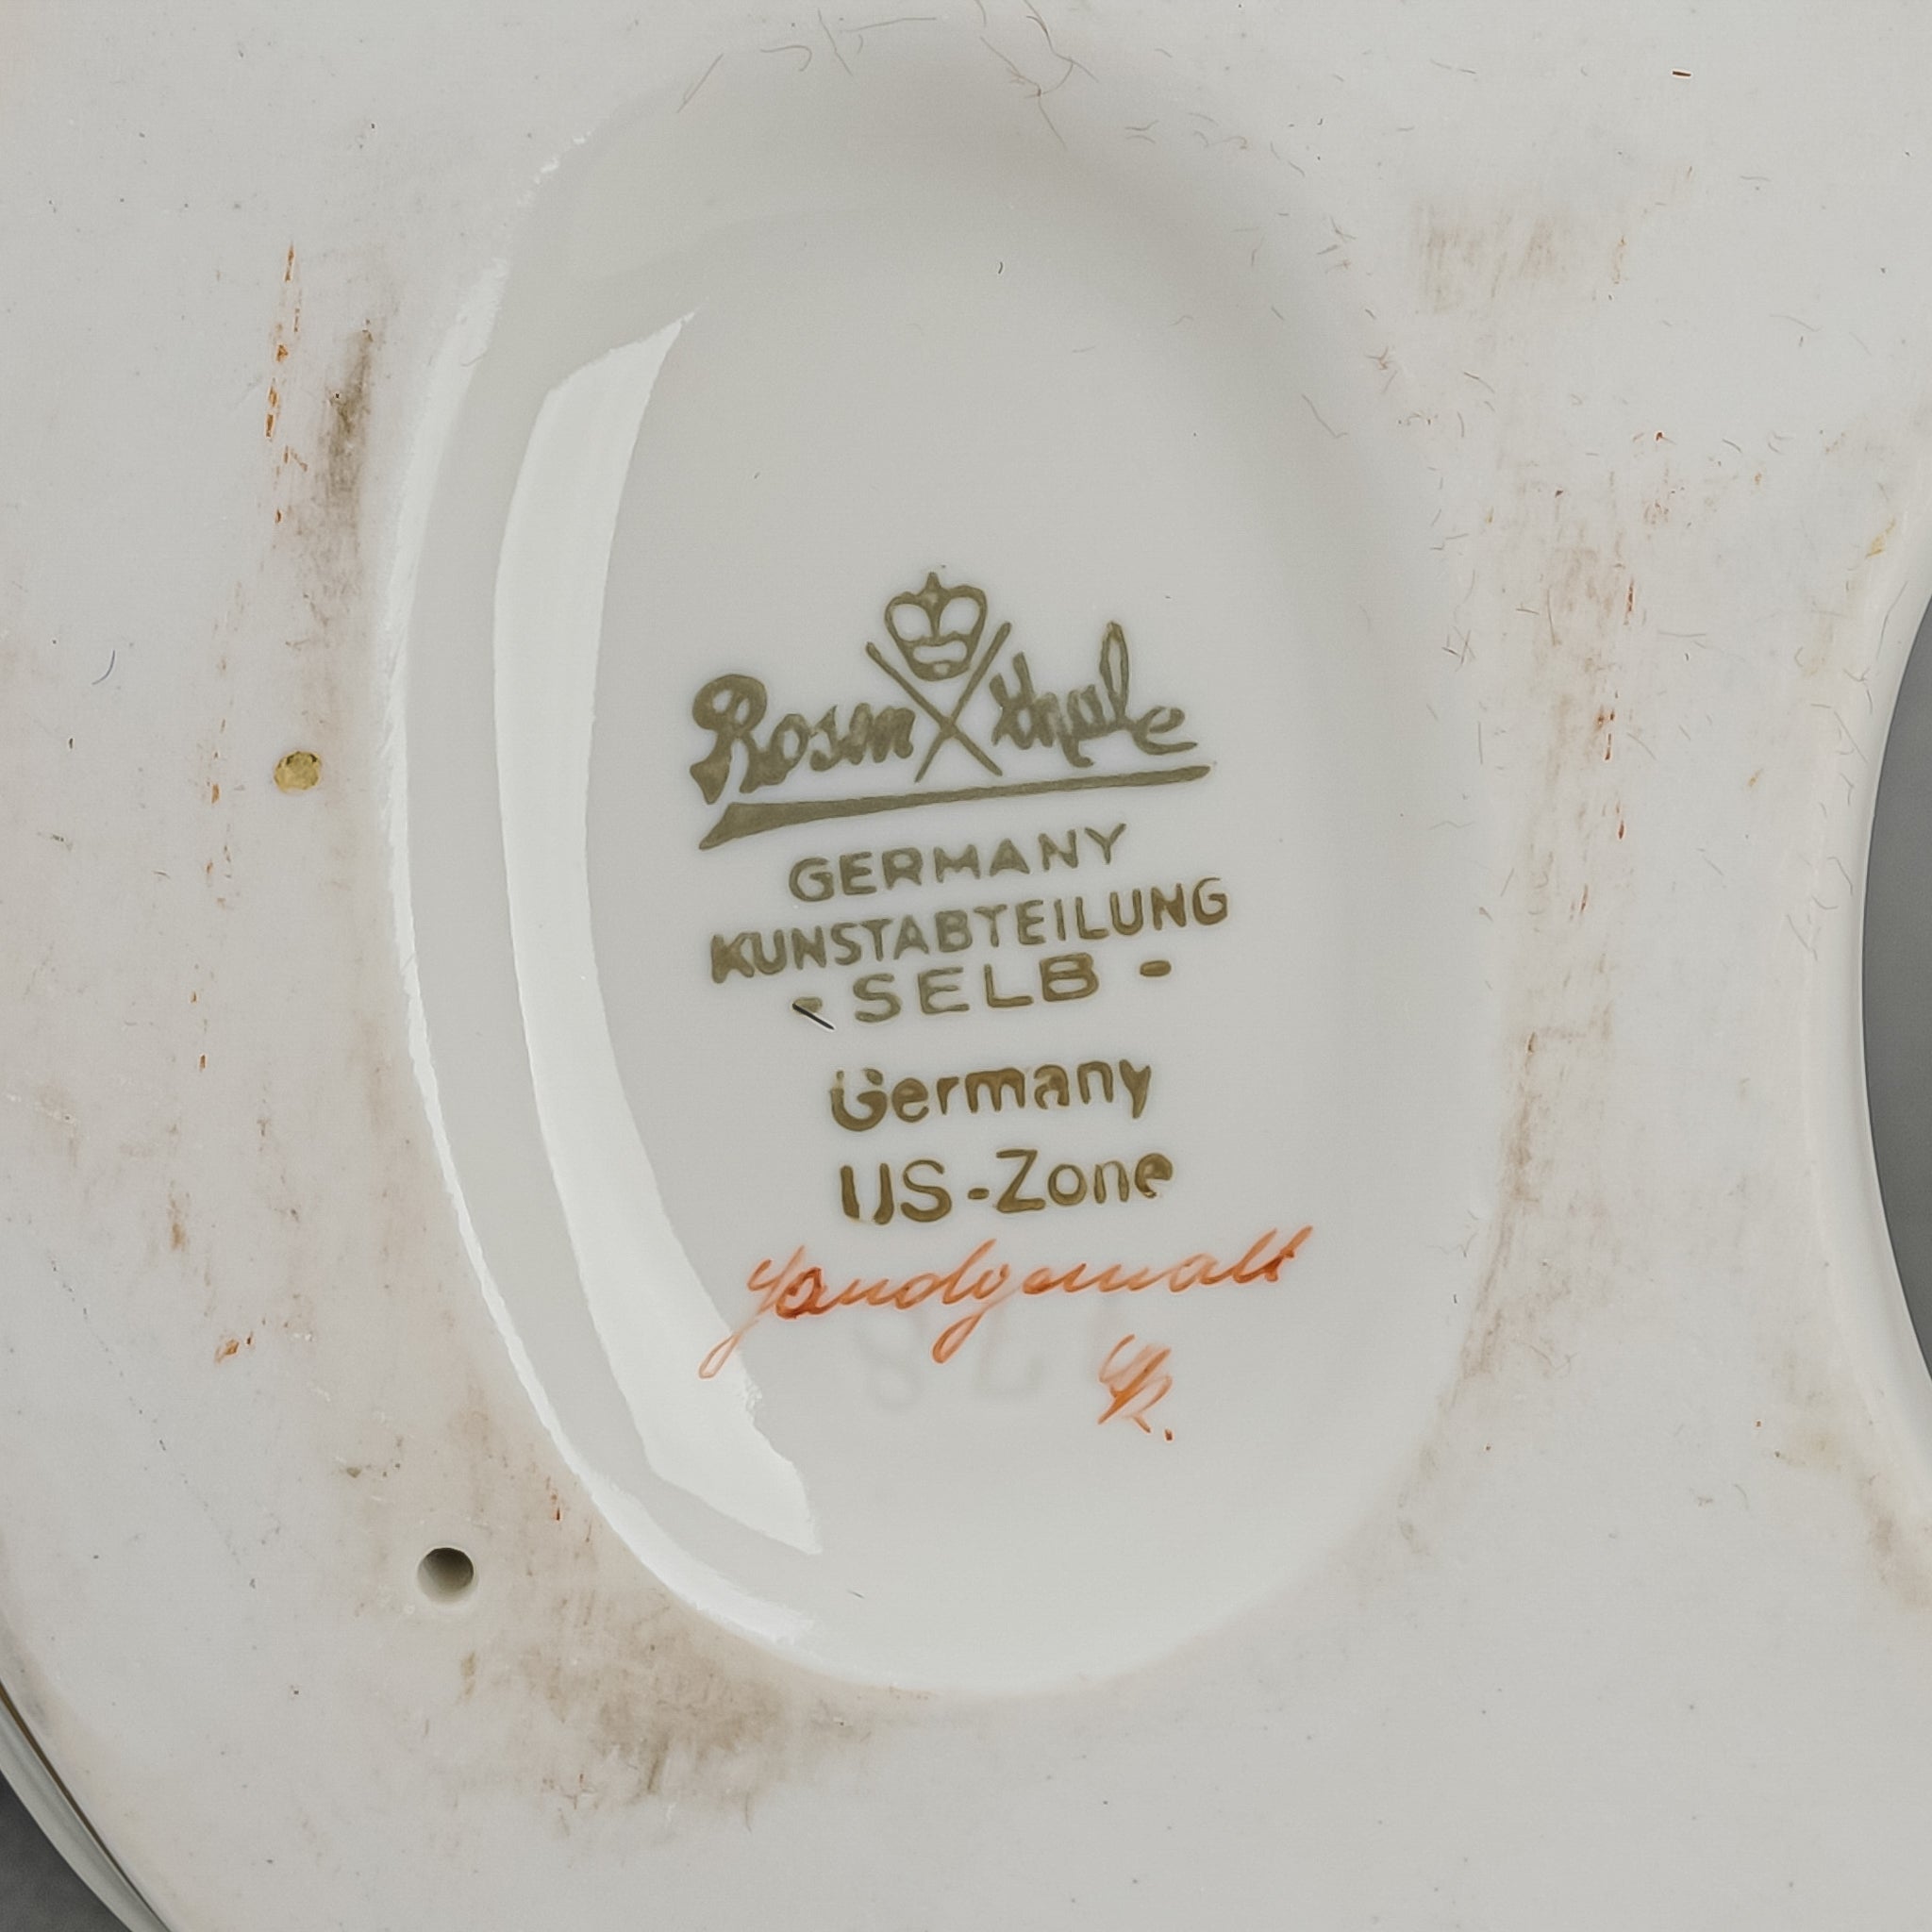 Rosenthal
GERMANY
KUNSTABTEILUNG
- SELB -
Germany
US-Zone
Handgemalt